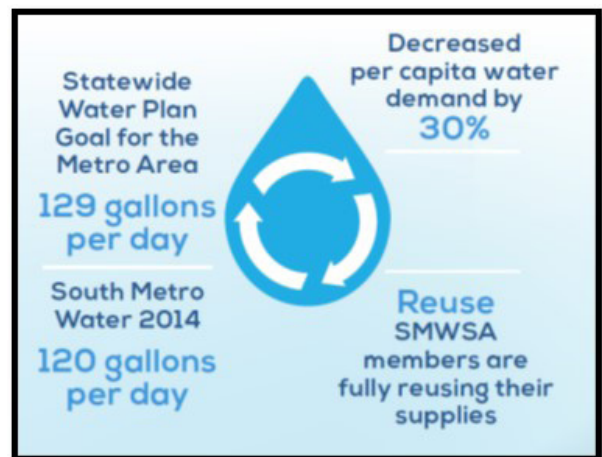 Statewide
Water Plan
Goal for the
Metro Area
129 gallons
per day
South Metro
Water 2014
120 gallons
per day
Decreased
per capita water
demand by
30%
Reuse
SMWSA
members are
fully reusing their
supplies